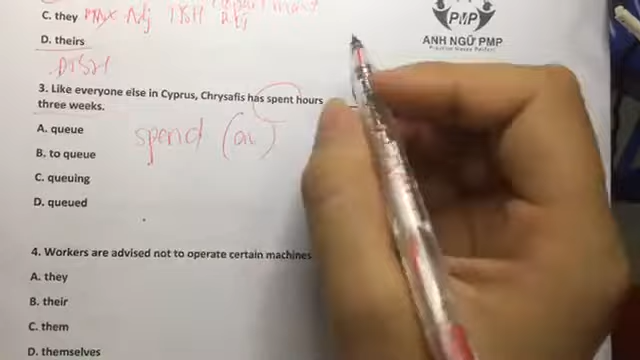 C. they
D. theirs
PMP
ANH NGỮ PMP
3. Like everyone else in Cyprus, Chrysafis has spent hours
three weeks.
A. queue
spend
B. to queue
C. queuing
D. queued
4. Workers are advised not to operate certain machines
A. they
B. their
C. them
D. themselves